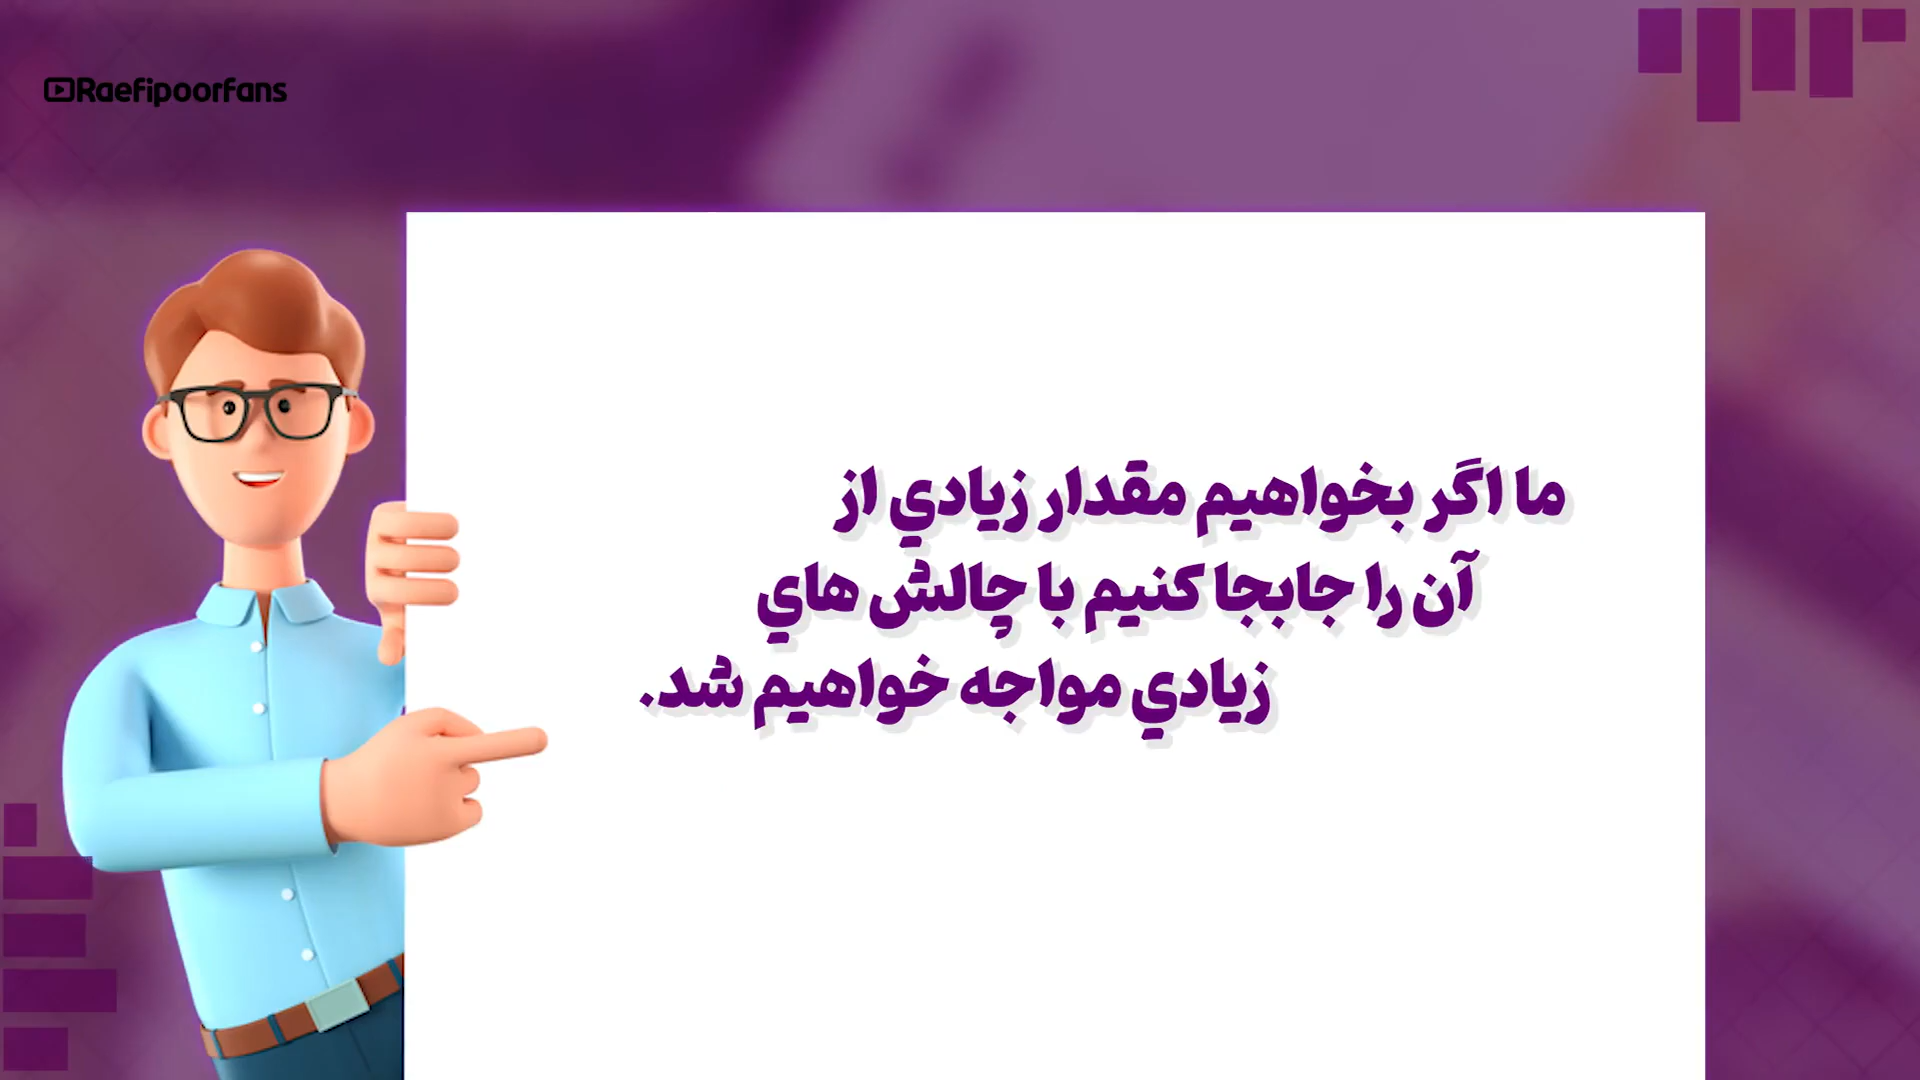 Raefipoorfans
ما اگر بخواهیم مقدار زیادي از
آن را جابجا کنیم با چالش هاي
زیادي مواجه خواهیم شد.